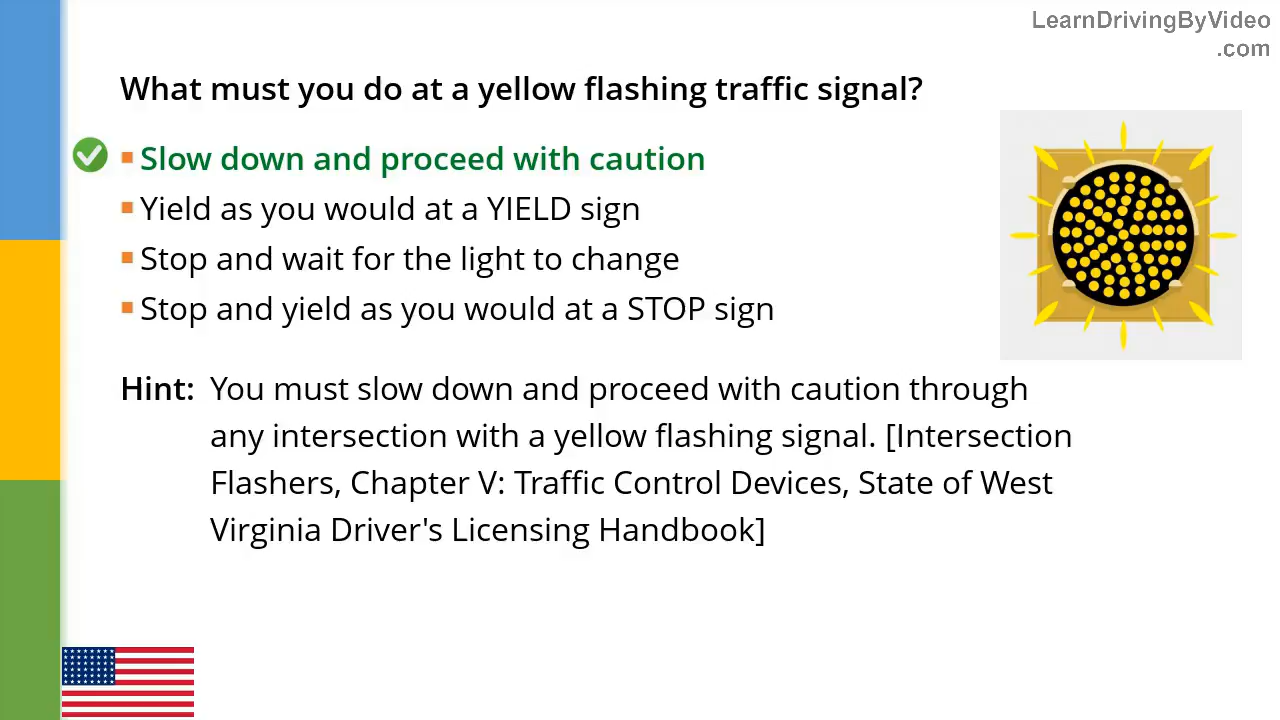 LearnDrivingByVideo
.com
What must you do at a yellow flashing traffic signal?
Slow down and proceed with caution
Yield as you would at a YIELD sign
Stop and wait for the light to change
Stop and yield as you would at a STOP sign
Hint: You must slow down and proceed with caution through
any intersection with a yellow flashing signal. [Intersection
Flashers, Chapter V: Traffic Control Devices, State of West
Virginia Driver's Licensing Handbook]